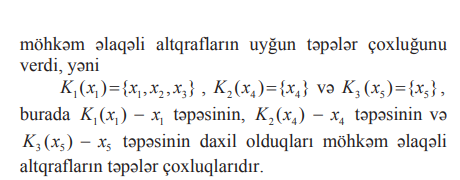 möhkəm əlaqəli altqrafların uyğun təpələr çoxluğunu
verdi, yəni
K₁(x₁)={x₁,x₂,x₃} , K₂(x₄)={x₄} və K₃(x₅)={x₅} ,
burada K₁(x₁) – x₁ təpəsinin, K₂(x₄) – x₄ təpəsinin və
K₃(x₅) – x₅ təpəsinin daxil olduqları möhkəm əlaqəli
altqrafların təpələr çoxluqlarıdır.